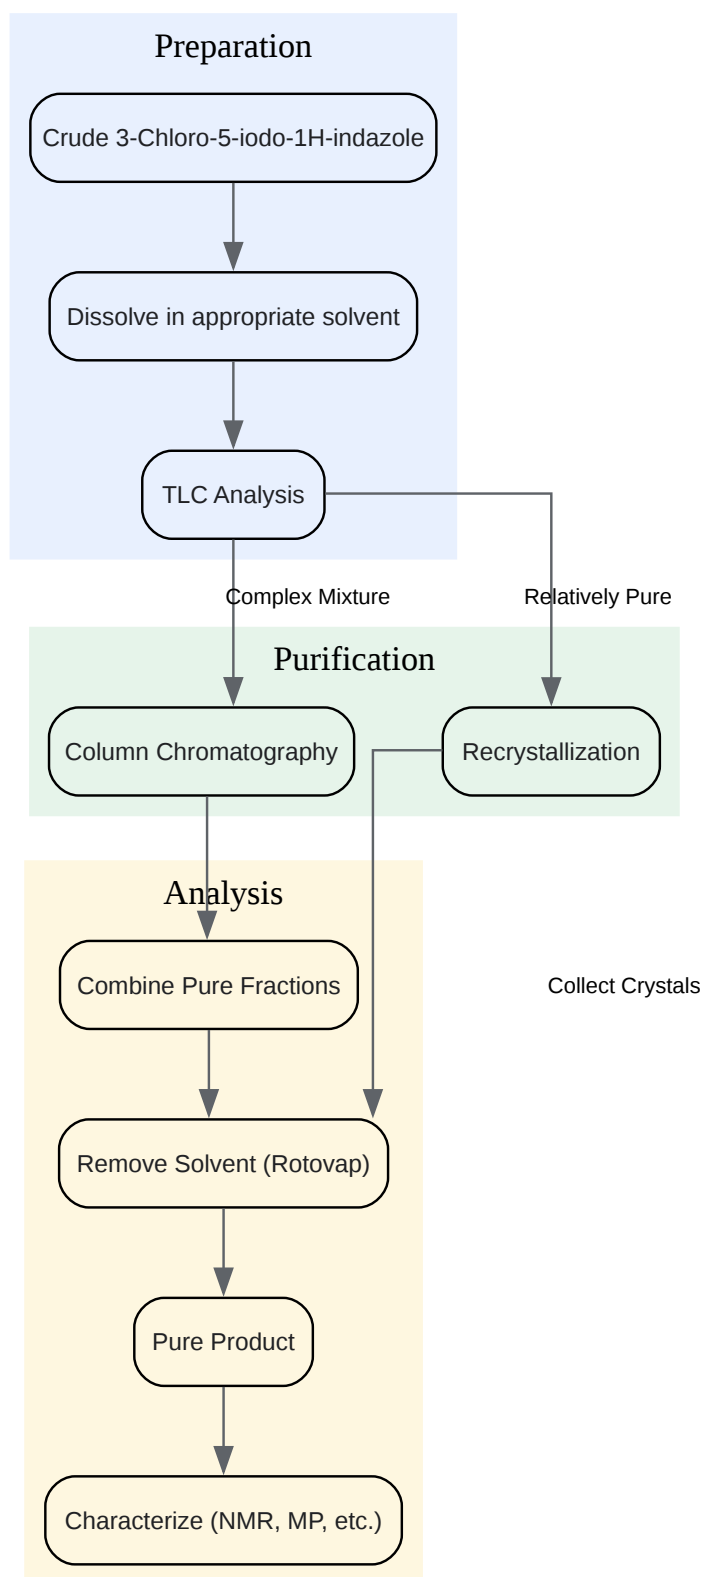 Preparation
Crude 3-Chloro-5-iodo-1H-indazole
Dissolve in appropriate solvent
TLC Analysis
Complex Mixture
Relatively Pure
Purification
Column Chromatography
Recrystallization
Analysis
Combine Pure Fractions
Collect Crystals
Remove Solvent (Rotovap)
Pure Product
Characterize (NMR, MP, etc.)